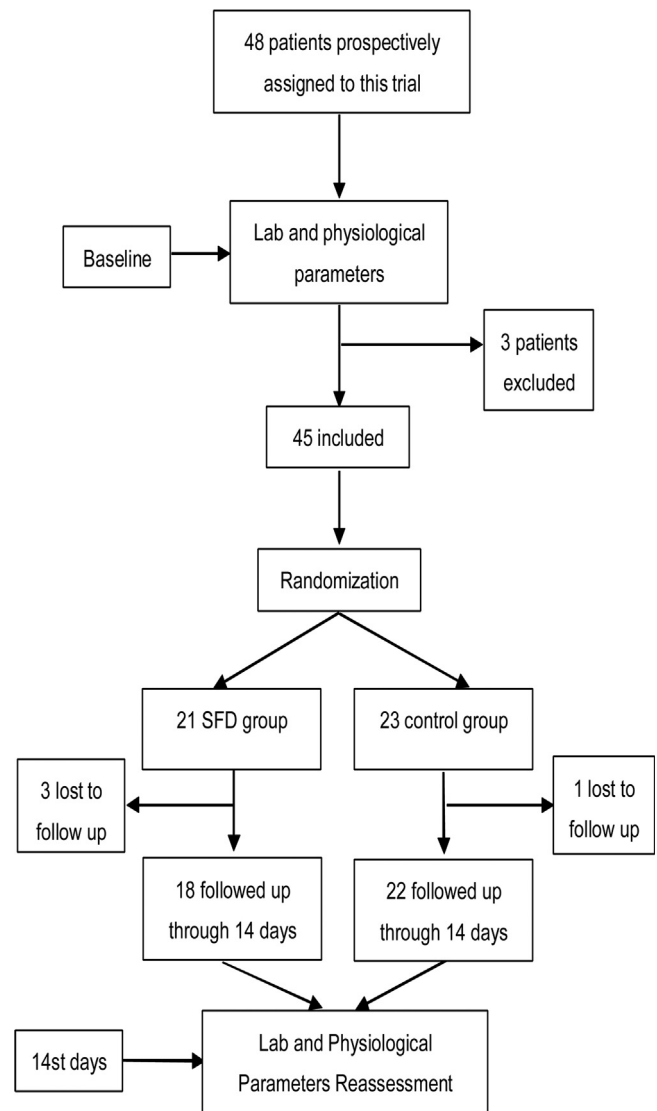 48 patients prospectively
assigned to this trial
Baseline
Lab and physiological
parameters
3 patients
excluded
45 included
Randomization
21 SFD group
23 control group
3 lost to
follow up
1 lost to
follow up
18 followed up
through 14 days
22 followed up
through 14 days
14st days
Lab and Physiological
Parameters Reassessment